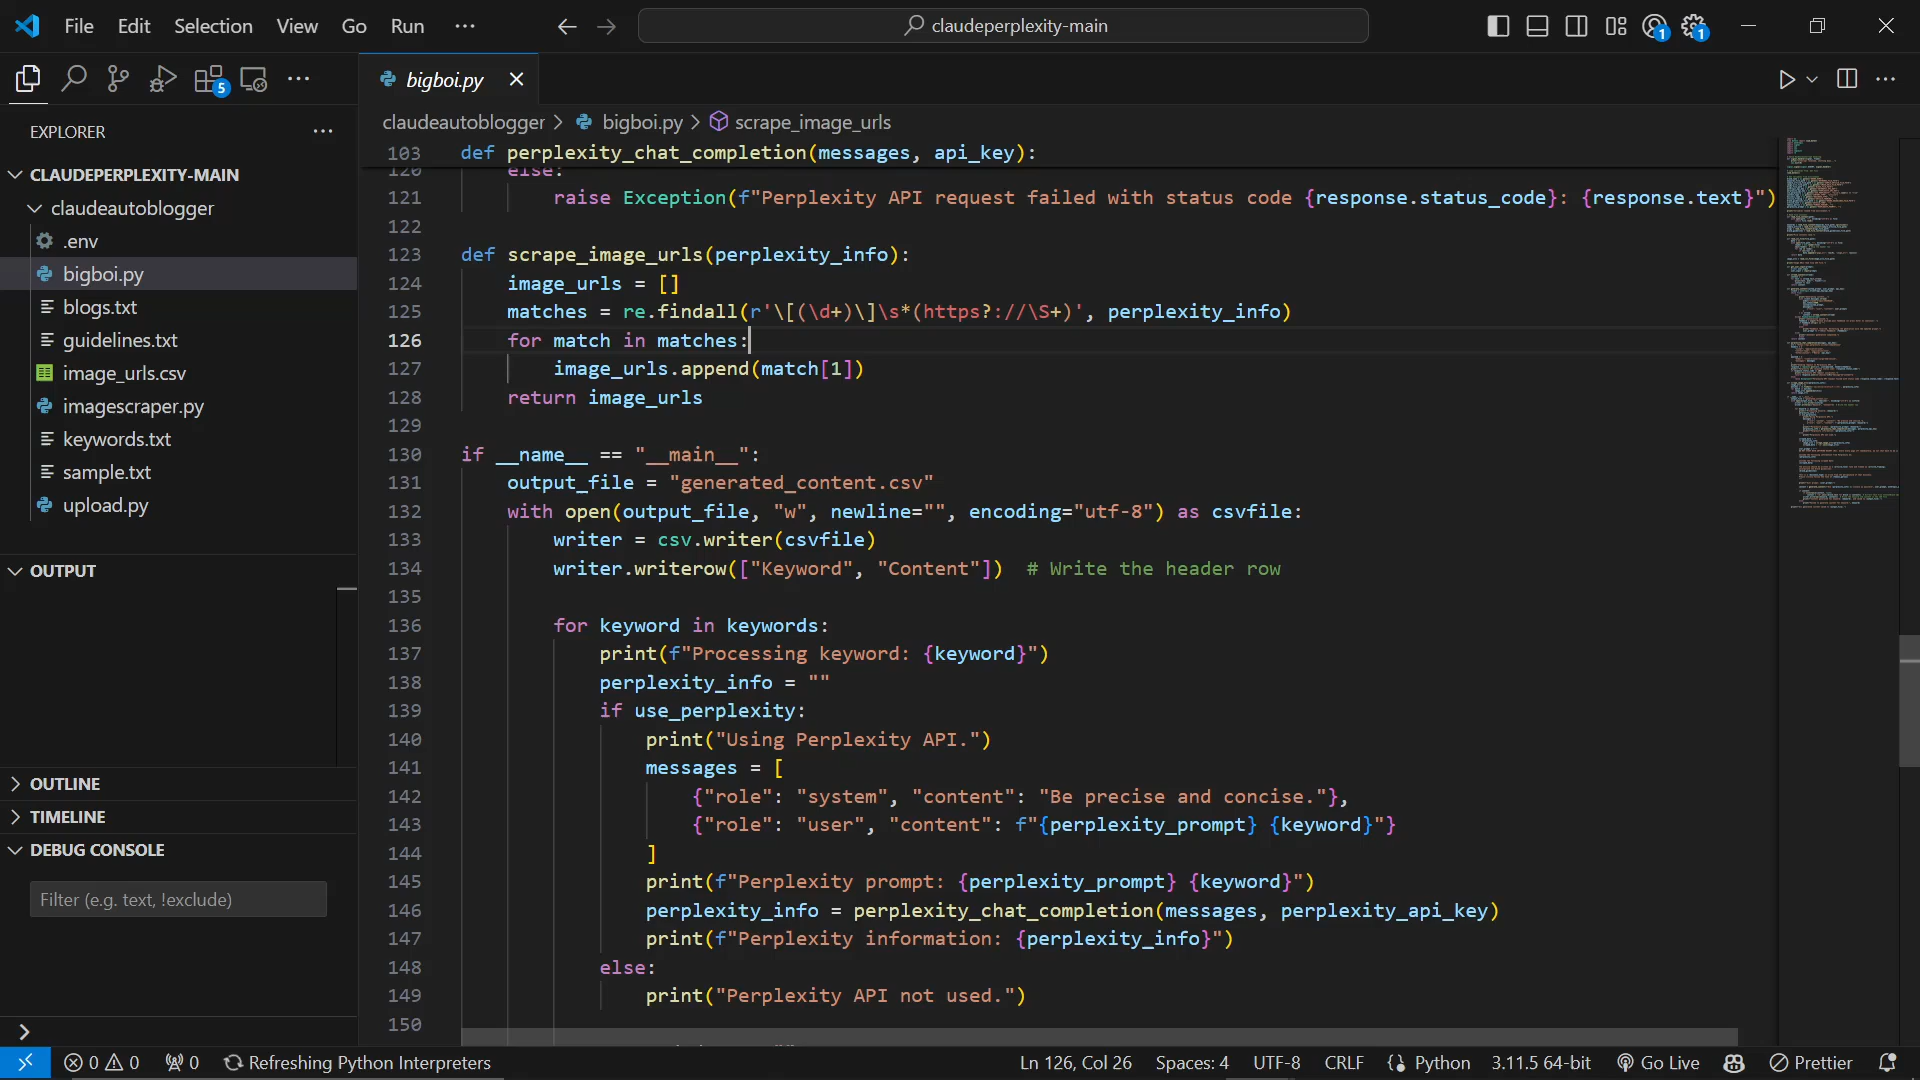 File Edit Selection View Go Run ···
claudeperplexity-main
1
1
5
bigboi.py
EXPLORER
claudeautoblogger > bigboi.py > scrape_image_urls
CLAUDEPERPLEXITY-MAIN
claudeautoblogger
.env
bigboi.py
blogs.txt
guidelines.txt
image_urls.csv
imagescraper.py
keywords.txt
sample.txt
upload.py
OUTPUT
OUTLINE
TIMELINE
DEBUG CONSOLE
Filter (e.g. text, !exclude)
103 def perplexity_chat_completion(messages, api_key):
120 else:
121 raise Exception(f"Perplexity API request failed with status code {response.status_code}: {response.text}")
122
123 def scrape_image_urls(perplexity_info):
124 image_urls = []
125 matches = re.findall(r'\[(\d+)\]\s*(https?://\S+)', perplexity_info)
126 for match in matches:
127 image_urls.append(match[1])
128 return image_urls
129
130 if __name__ == "__main__":
131 output_file = "generated_content.csv"
132 with open(output_file, "w", newline="", encoding="utf-8") as csvfile:
133 writer = csv.writer(csvfile)
134 writer.writerow(["Keyword", "Content"])  # Write the header row
135
136 for keyword in keywords:
137 print(f"Processing keyword: {keyword}")
138 perplexity_info = ""
139 if use_perplexity:
140 print("Using Perplexity API.")
141 messages = [
142 {"role": "system", "content": "Be precise and concise."},
143 {"role": "user", "content": f"{perplexity_prompt} {keyword}"}
144 ]
145 print(f"Perplexity prompt: {perplexity_prompt} {keyword}")
146 perplexity_info = perplexity_chat_completion(messages, perplexity_api_key)
147 print(f"Perplexity information: {perplexity_info}")
148 else:
149 print("Perplexity API not used.")
150
0 0 0 Refreshing Python Interpreters Ln 126, Col 26 Spaces: 4 UTF-8 CRLF {} Python 3.11.5 64-bit Go Live Prettier